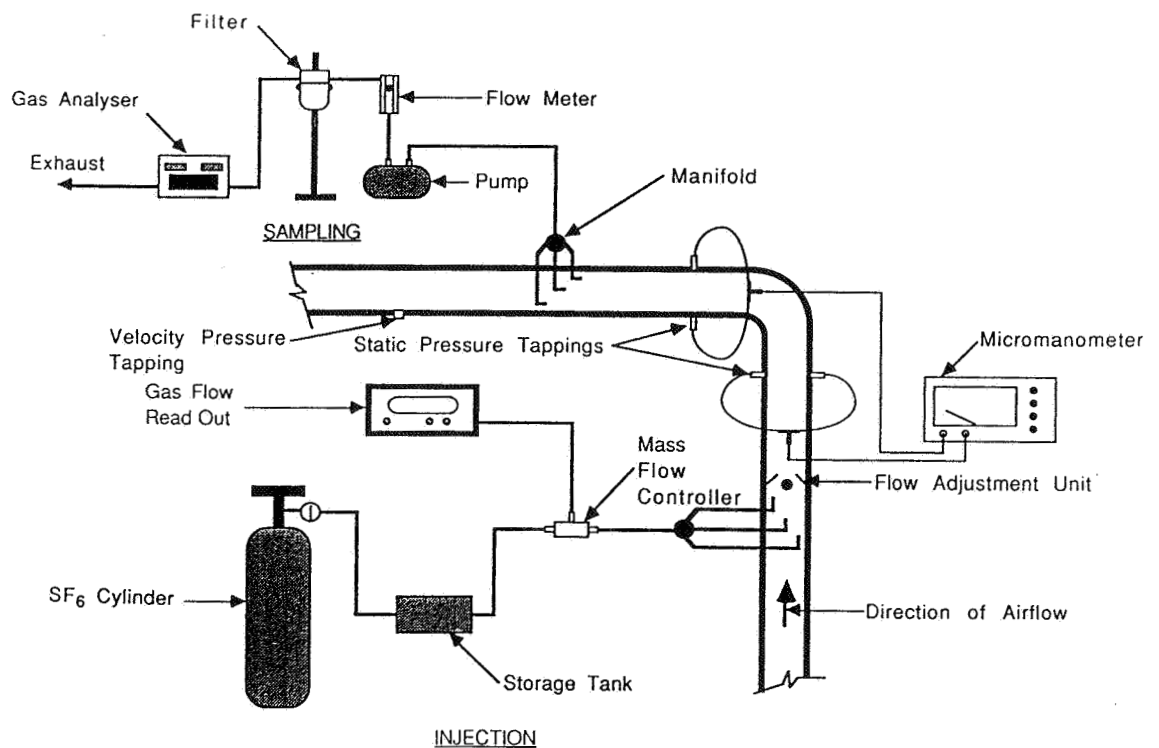 Filter
Gas Analyser
Flow Meter
Exhaust
Pump
Manifold
SAMPLING
Velocity Pressure
Tapping
Static Pressure Tappings
Micromanometer
Gas Flow
Read Out
Mass
Flow
Controller
Flow Adjustment Unit
SF6 Cylinder
Direction of Airflow
Storage Tank
INJECTION